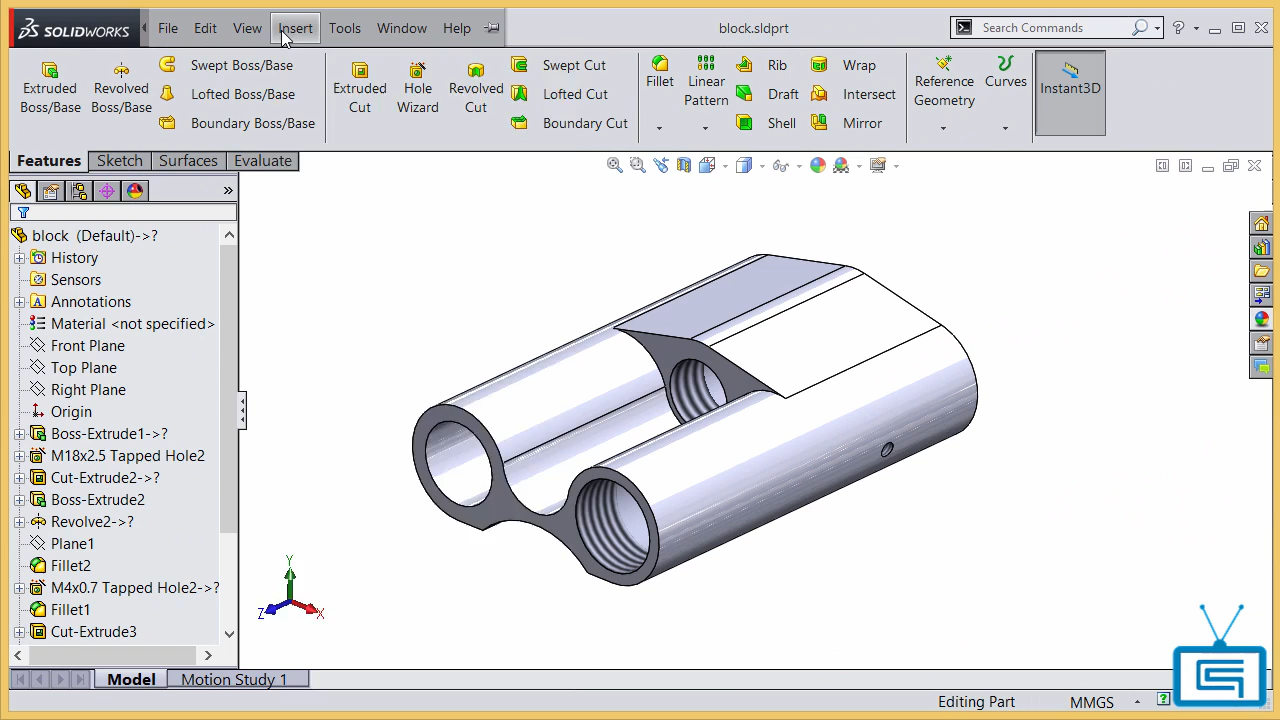 SOLIDWORKS File Edit View Insert Tools Window Help block.sldprt Search Commands
Extruded Boss/Base
Revolved Boss/Base
Swept Boss/Base
Lofted Boss/Base
Boundary Boss/Base
Extruded Cut
Hole Wizard
Revolved Cut
Swept Cut
Lofted Cut
Boundary Cut
Fillet
Linear Pattern
Rib
Draft
Shell
Wrap
Intersect
Mirror
Reference Geometry
Curves
Instant3D
Features Sketch Surfaces Evaluate
block (Default)->?
History
Sensors
Annotations
Material <not specified>
Front Plane
Top Plane
Right Plane
Origin
Boss-Extrude1->?
M18x2.5 Tapped Hole2
Cut-Extrude2->?
Boss-Extrude2
Revolve2->?
Plane1
Fillet2
M4x0.7 Tapped Hole2->?
Fillet1
Cut-Extrude3
Y
Z
X
Model Motion Study 1
Editing Part MMGS